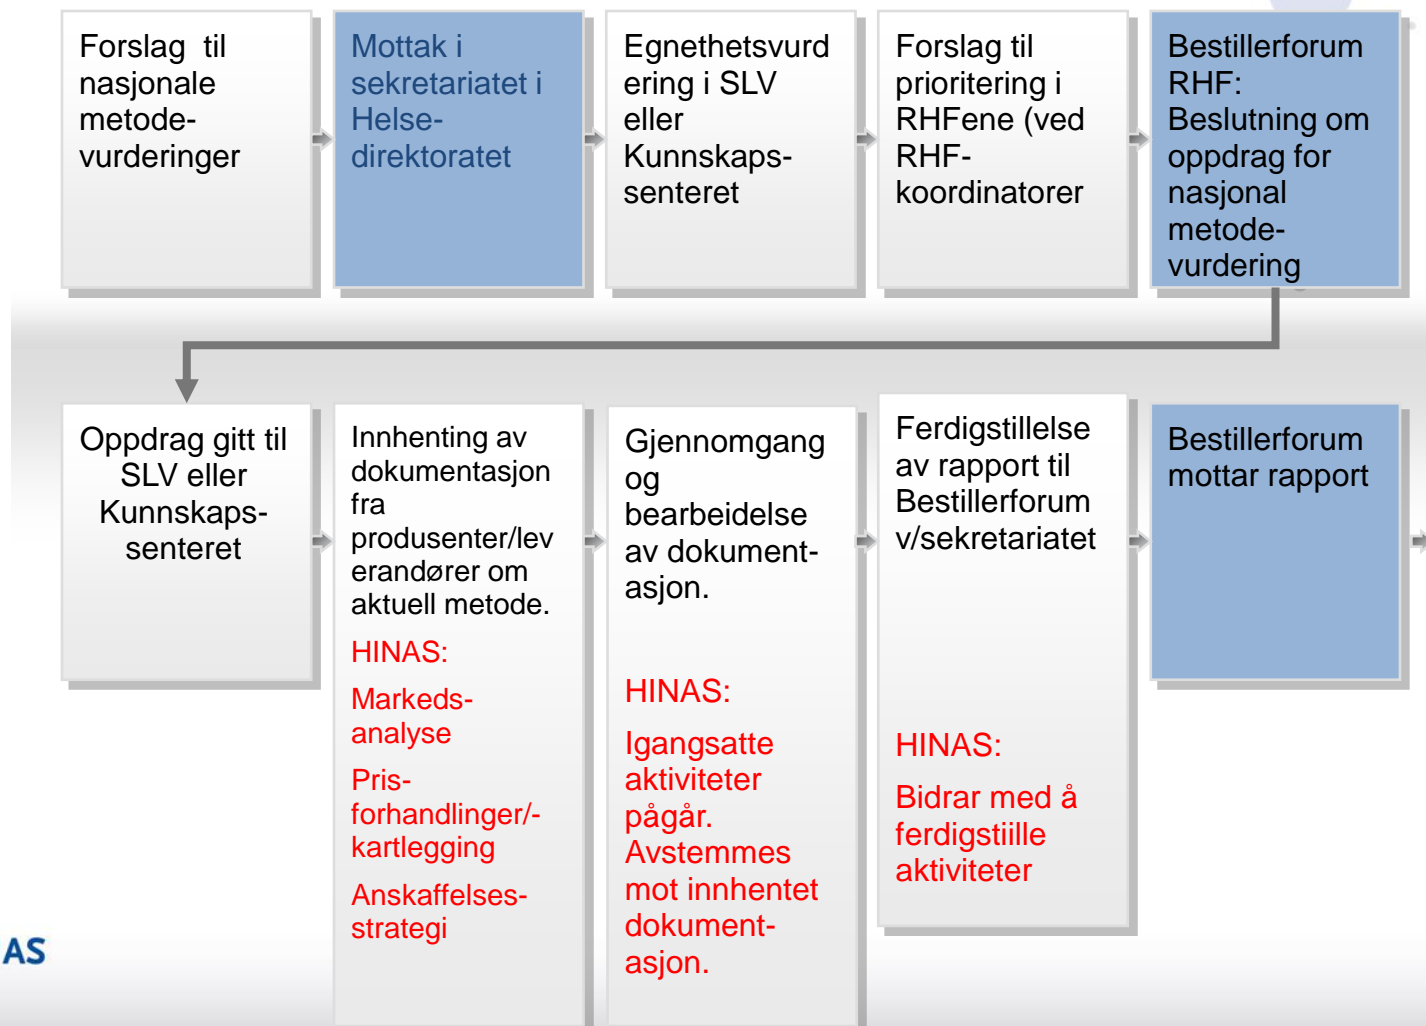 Forslag til
nasjonale
metode-
vurderinger
Mottak i
sekretariatet i
Helse-
direktoratet
Egnethetsvurd
ering i SLV
eller
Kunnskaps-
senteret
Forslag til
prioritering i
RHFene (ved
RHF-
koordinatorer
Bestillerforum
RHF:
Beslutning om
oppdrag for
nasjonal
metode-
vurdering
Oppdrag gitt til
SLV eller
Kunnskaps-
senteret
Innhenting av
dokumentasjon
fra
produsenter/lev
erandører om
aktuell metode.
HINAS:
Markeds-
analyse
Pris-
forhandlinger/-
kartlegging
Anskaffelses-
strategi
Gjennomgang
og
bearbeidelse
av dokument-
asjon.
HINAS:
Igangsatte
aktiviteter
pågår.
Avstemmes
mot innhentet
dokument-
asjon.
Ferdigstillelse
av rapport til
Bestillerforum
v/sekretariatet
HINAS:
Bidrar med å
ferdigstiille
aktiviteter
Bestillerforum
mottar rapport
AS